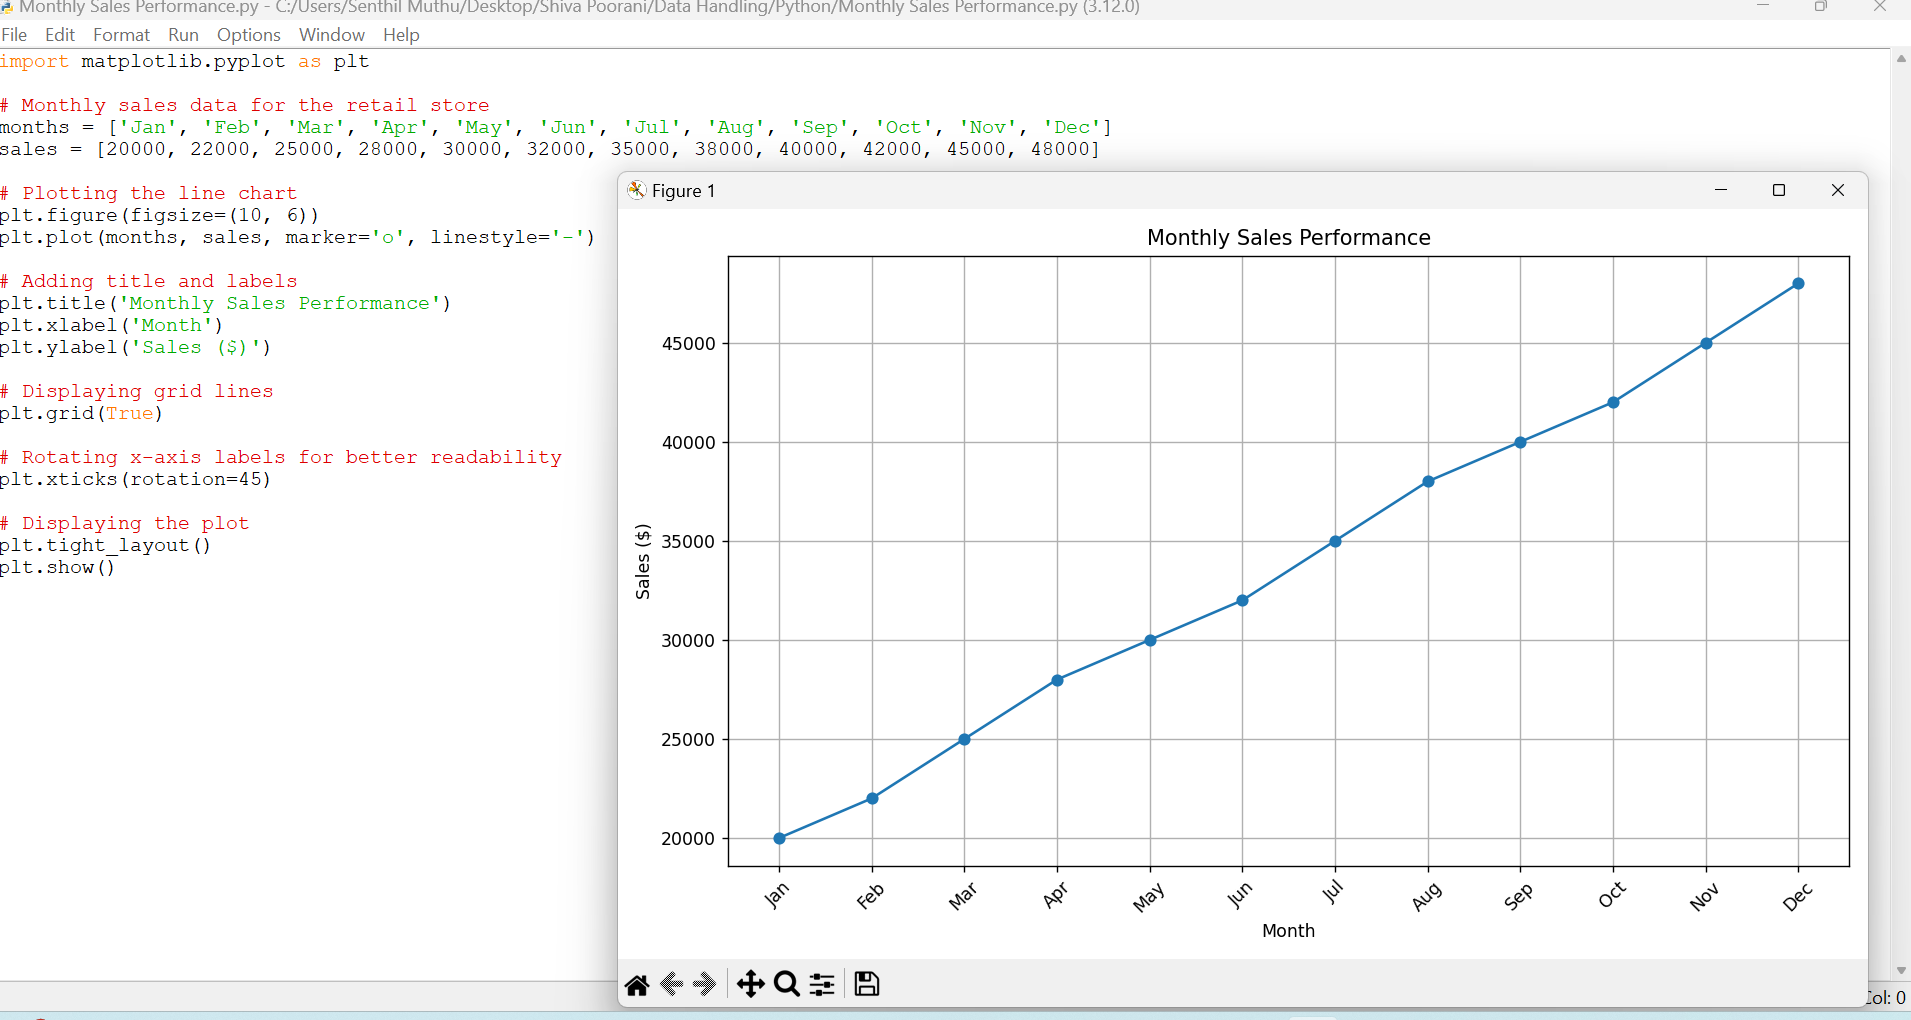 Monthly Sales Performance.py - C:/Users/Senthil Muthu/Desktop/Shiva Poorani/Data Handling/Python/Monthly Sales Performance.py (3.12.0)
File Edit Format Run Options Window Help
import matplotlib.pyplot as plt
# Monthly sales data for the retail store
months = ['Jan', 'Feb', 'Mar', 'Apr', 'May', 'Jun', 'Jul', 'Aug', 'Sep', 'Oct', 'Nov', 'Dec']
sales = [20000, 22000, 25000, 28000, 30000, 32000, 35000, 38000, 40000, 42000, 45000, 48000]
# Plotting the line chart
plt.figure(figsize=(10, 6))
plt.plot(months, sales, marker='o', linestyle='-')
# Adding title and labels
plt.title('Monthly Sales Performance')
plt.xlabel('Month')
plt.ylabel('Sales ($)')
# Displaying grid lines
plt.grid(True)
# Rotating x-axis labels for better readability
plt.xticks(rotation=45)
# Displaying the plot
plt.tight_layout()
plt.show()
Figure 1
Monthly Sales Performance
Sales ($)
45000
40000
35000
30000
25000
20000
Jan Feb Mar Apr May Jun Jul Aug Sep Oct Nov Dec
Month
Col: 0